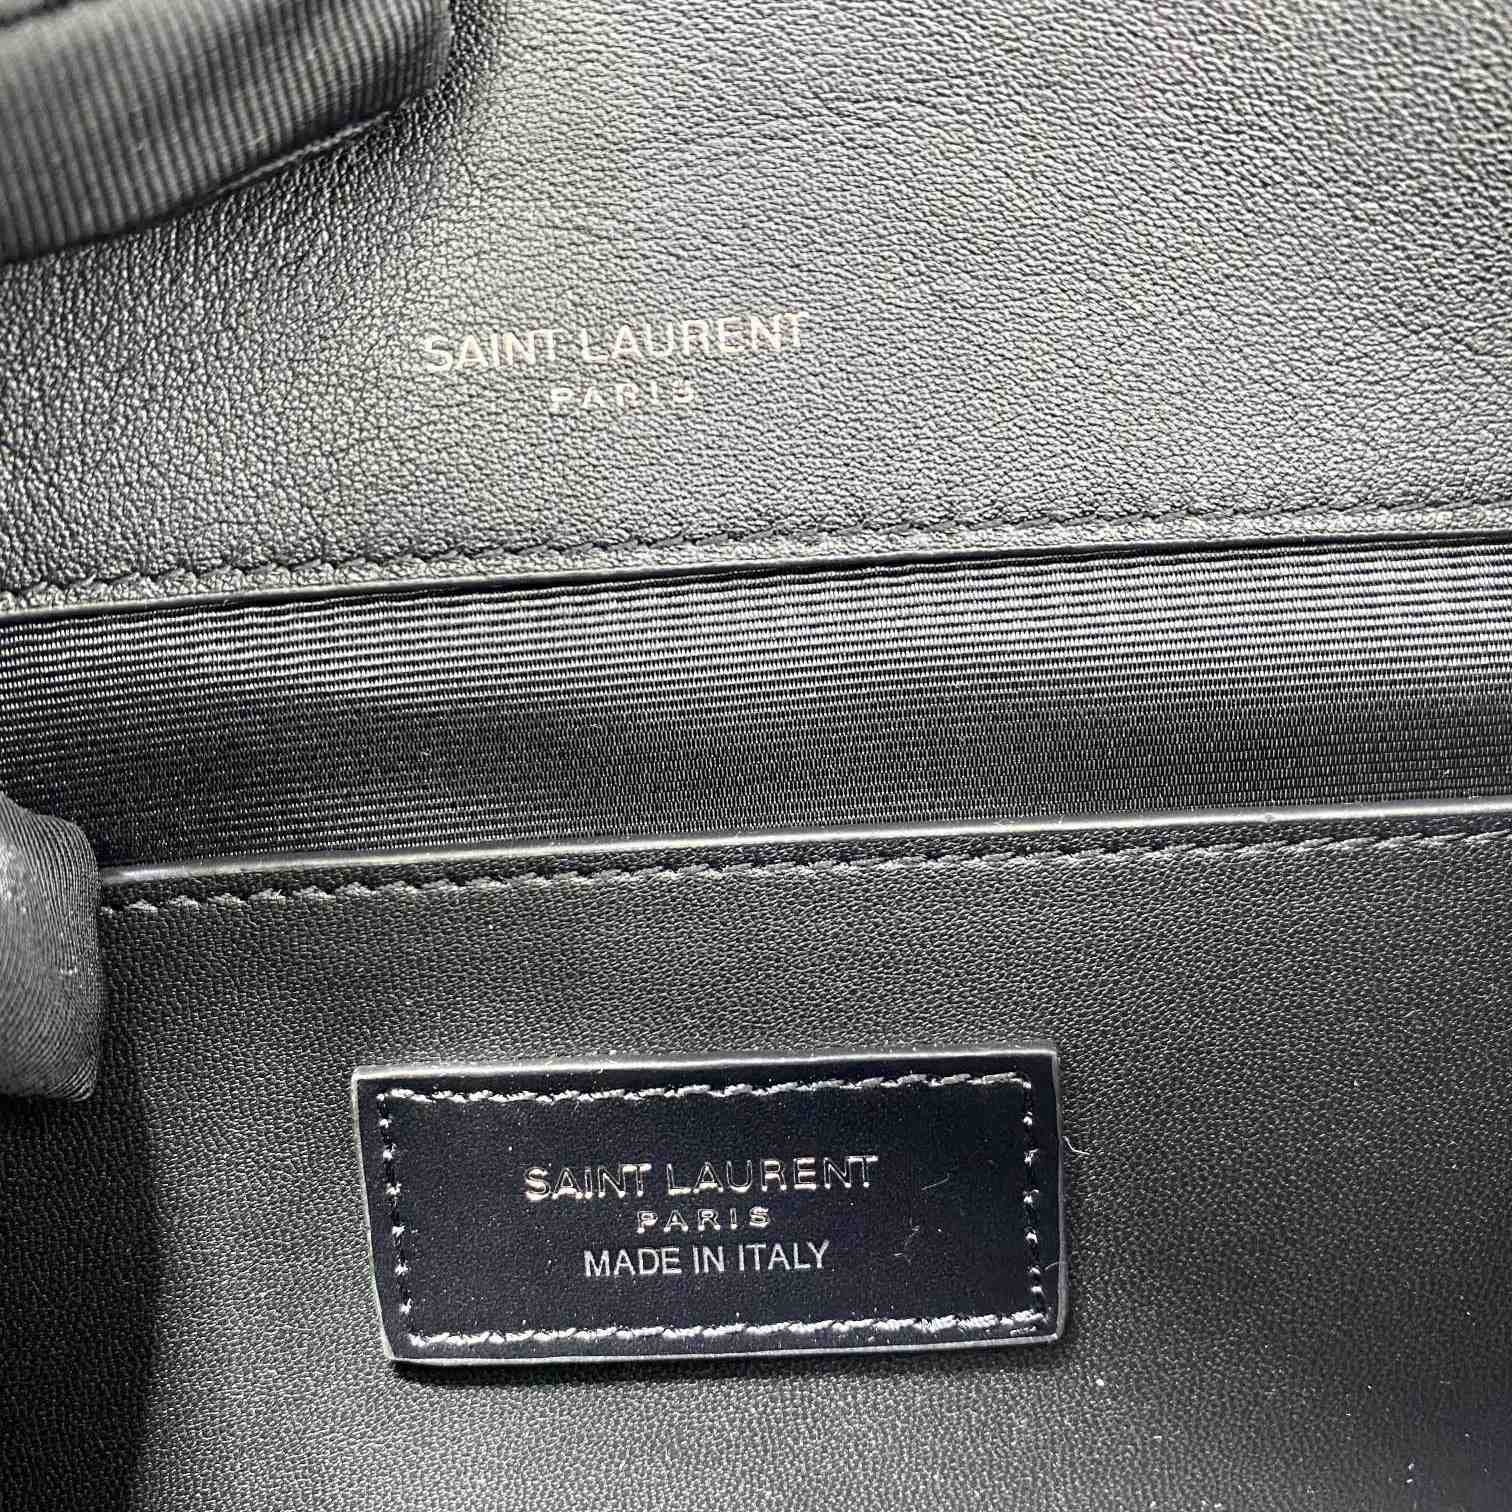 SAINT LAURENT
PARIS
SAINT LAURENT
PARIS
MADE IN ITALY